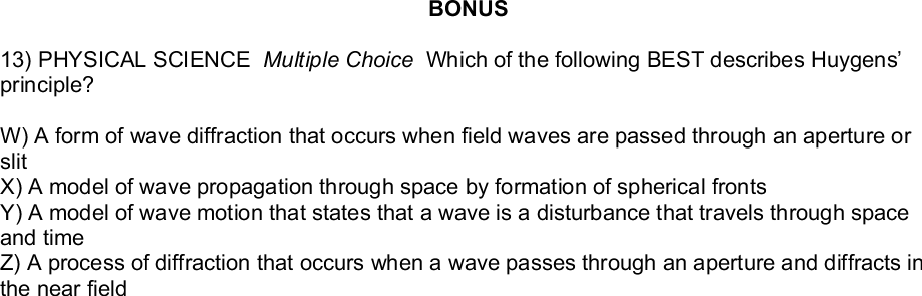 BONUS
13) PHYSICAL SCIENCE Multiple Choice Which of the following BEST describes Huygens’
principle?
W) A form of wave diffraction that occurs when field waves are passed through an aperture or
slit
X) A model of wave propagation through space by formation of spherical fronts
Y) A model of wave motion that states that a wave is a disturbance that travels through space
and time
Z) A process of diffraction that occurs when a wave passes through an aperture and diffracts in
the near field